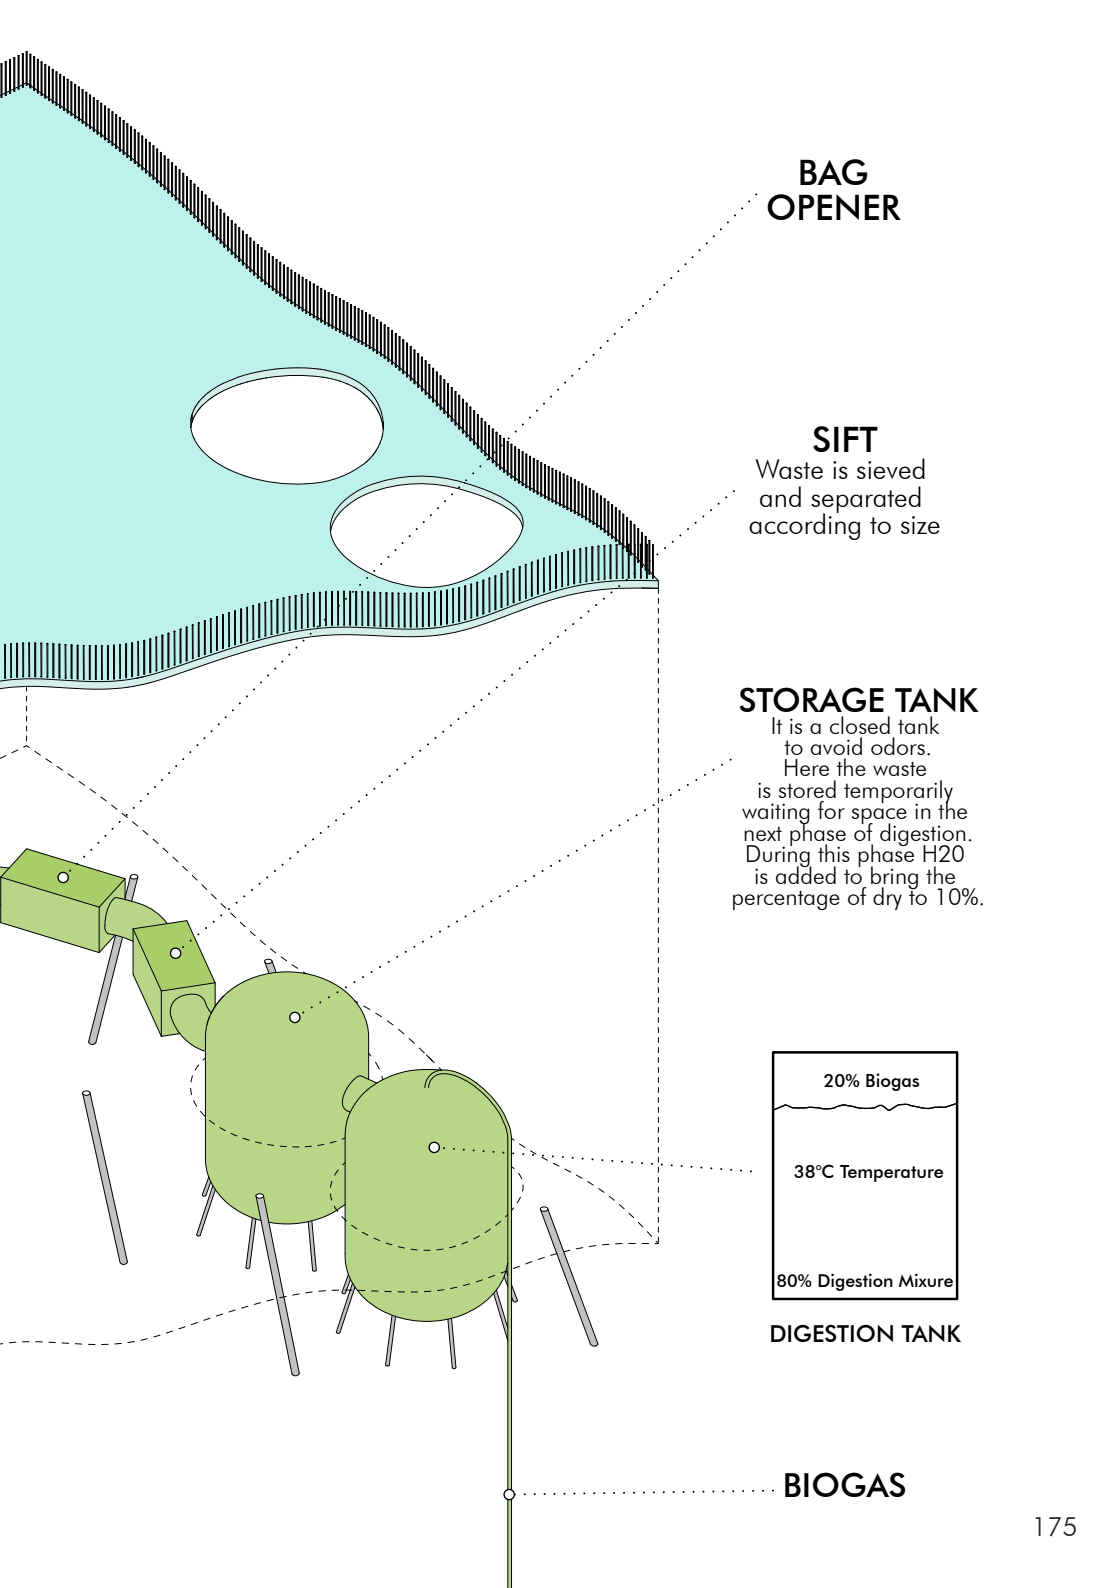 BAG
OPENER
SIFT
Waste is sieved
and separated
according to size
STORAGE TANK
It is a closed tank
to avoid odors.
Here the waste
is stored temporarily
waiting for space in the
next phase of digestion.
During this phase H20
is added to bring the
percentage of dry to 10%.
20% Biogas
38°C Temperature
80% Digestion Mixure
DIGESTION TANK
BIOGAS
175